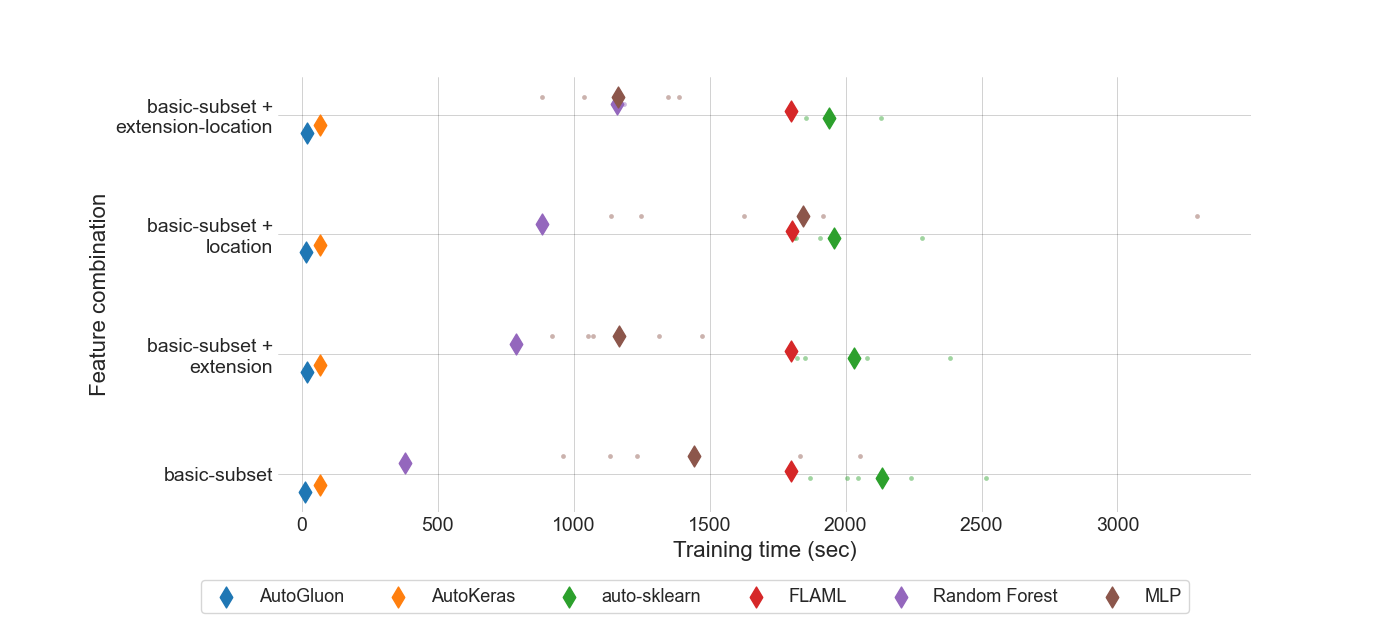 Feature combination
basic-subset +
extension-location
basic-subset +
location
basic-subset +
extension
basic-subset
0 500 1000 1500 2000 2500 3000
Training time (sec)
AutoGluon AutoKeras auto-sklearn FLAML Random Forest MLP